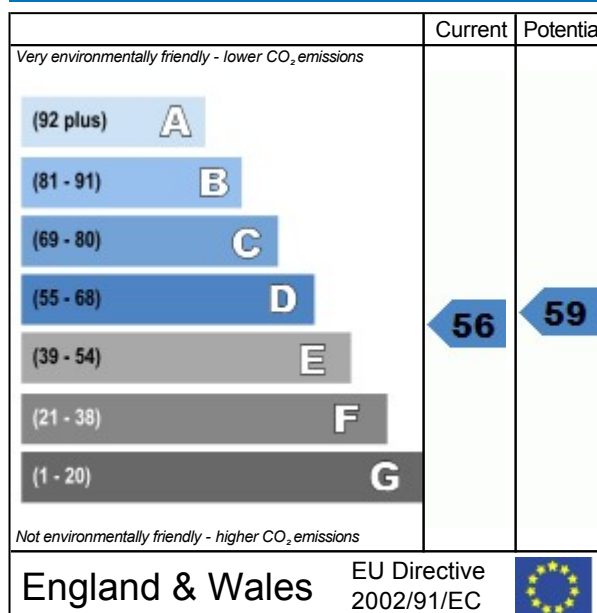 Current Potentia
Very environmentally friendly - lower CO₂ emissions
(92 plus) A
(81 - 91) B
(69 - 80) C
(55 - 68) D
56 59
(39 - 54) E
(21 - 38) F
(1 - 20) G
Not environmentally friendly - higher CO₂ emissions
England & Wales
EU Directive
2002/91/EC